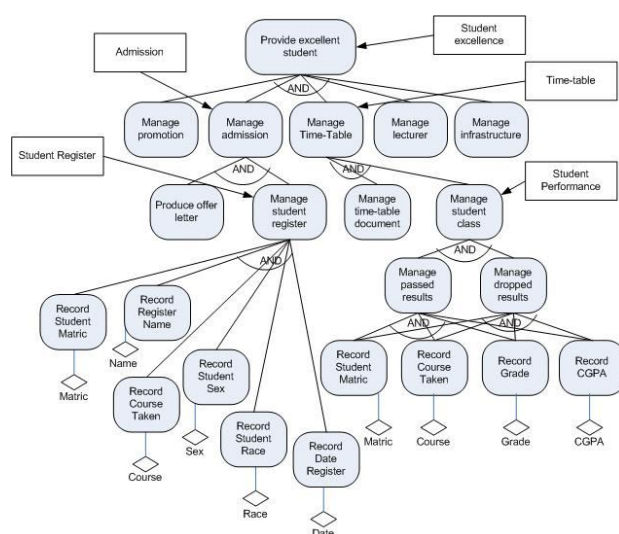 Student
excellence
Provide excellent
student
Admission
Time-table
AND
Manage
promotion
Manage
admission
Manage
Time-Table
Manage
lecturer
Manage
infrastructure
Student Register
Student
Performance
AND
AND
Produce offer
letter
Manage
student
register
Manage
time-table
document
Manage
student
class
AND
AND
Manage
passed
results
Manage
dropped
results
Record
Student
Matric
Record
Register
Name
AND
AND
Record
Student
Matric
Record
Course
Taken
Record
Grade
Record
CGPA
Name
Matric
Record
Course
Taken
Record
Student
Sex
Record
Student
Race
Record
Date
Register
Matric
Course
Grade
CGPA
Sex
Course
Race
Date